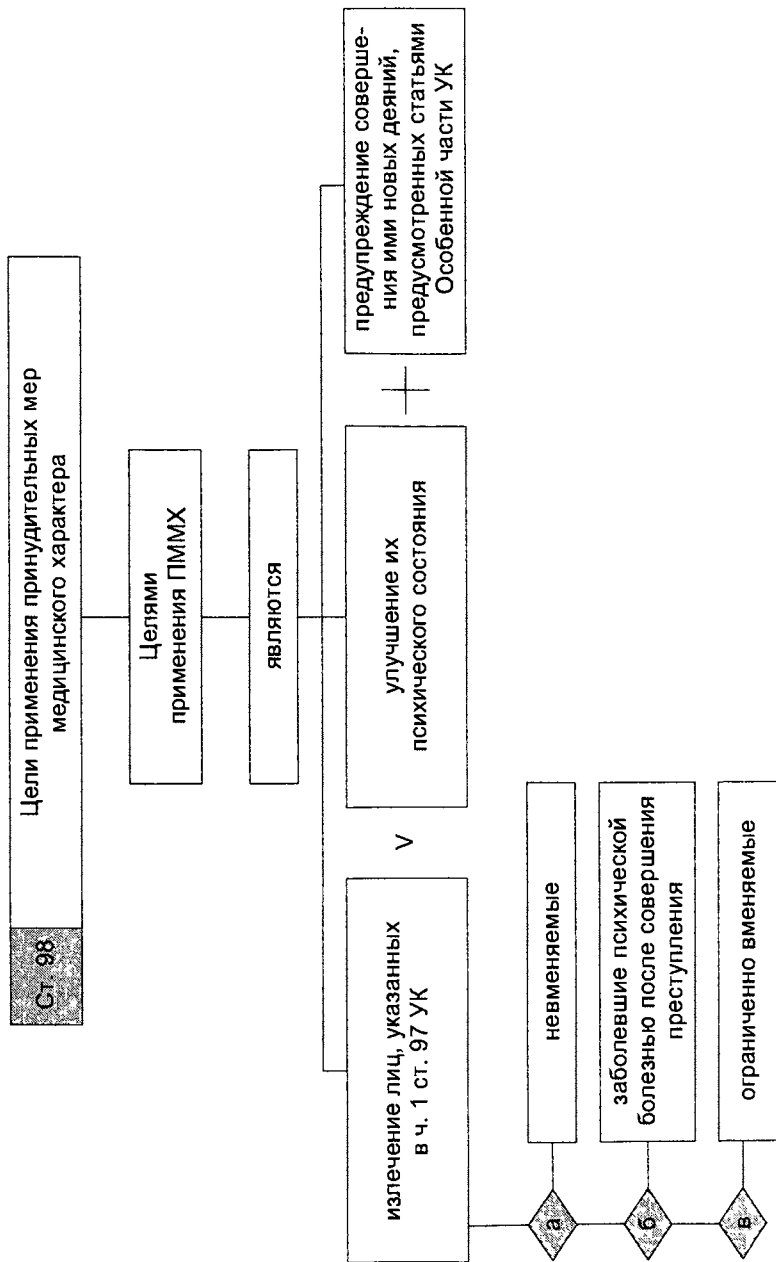 Ст. 98
Цели применения принудительных мер
медицинского характера
Целями
применения ПММХ
являются
излечение лиц, указанных
в ч. 1 ст. 97 УК
V
улучшение их
психического состояния
+
предупреждение соверше-
ния ими новых деяний,
предусмотренных статьями
Особенной части УК
а
невменяемые
б
заболевшие психической
болезнью после совершения
преступления
в
ограниченно вменяемые